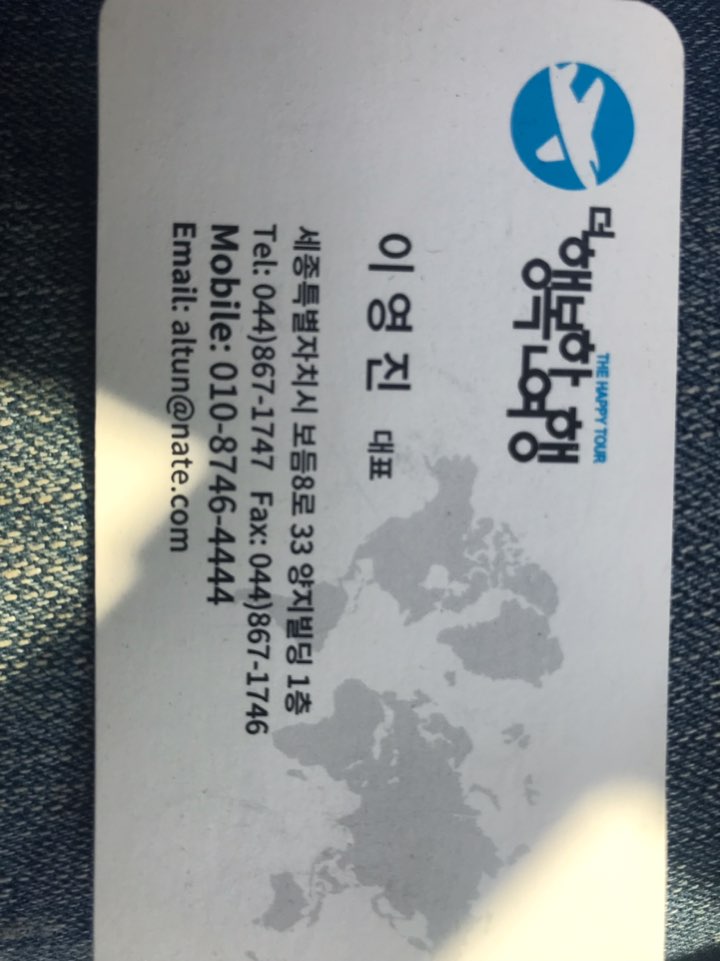 더 행복한 여행
THE HAPPY TOUR
이영진 대표
세종특별자치시 보듬8로 33 양지빌딩 1층
Tel: 044)867-1747 Fax: 044)867-1746
Mobile: 010-8746-4444
Email: altun@nate.com